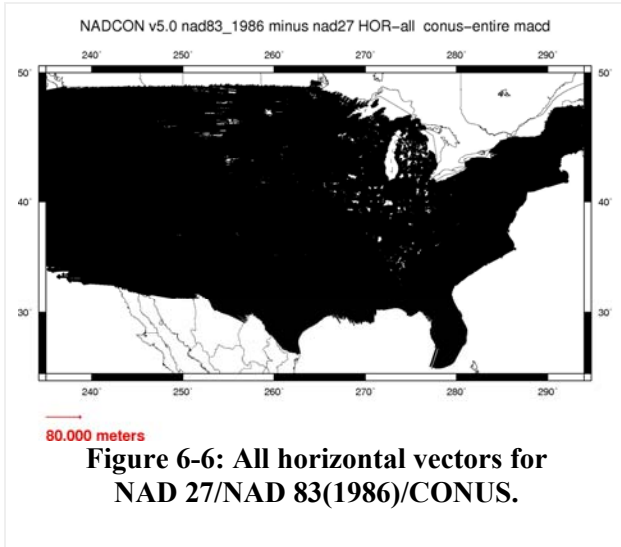 NADCON v5.0 nad83_1986 minus nad27 HOR-all conus-entire macd
240˚ 250˚ 260˚ 270˚ 280˚ 290˚
50˚ 50˚
40˚ 40˚
30˚ 30˚
240˚ 250˚ 260˚ 270˚ 280˚ 290˚
80.000 meters
Figure 6-6: All horizontal vectors for
NAD 27/NAD 83(1986)/CONUS.